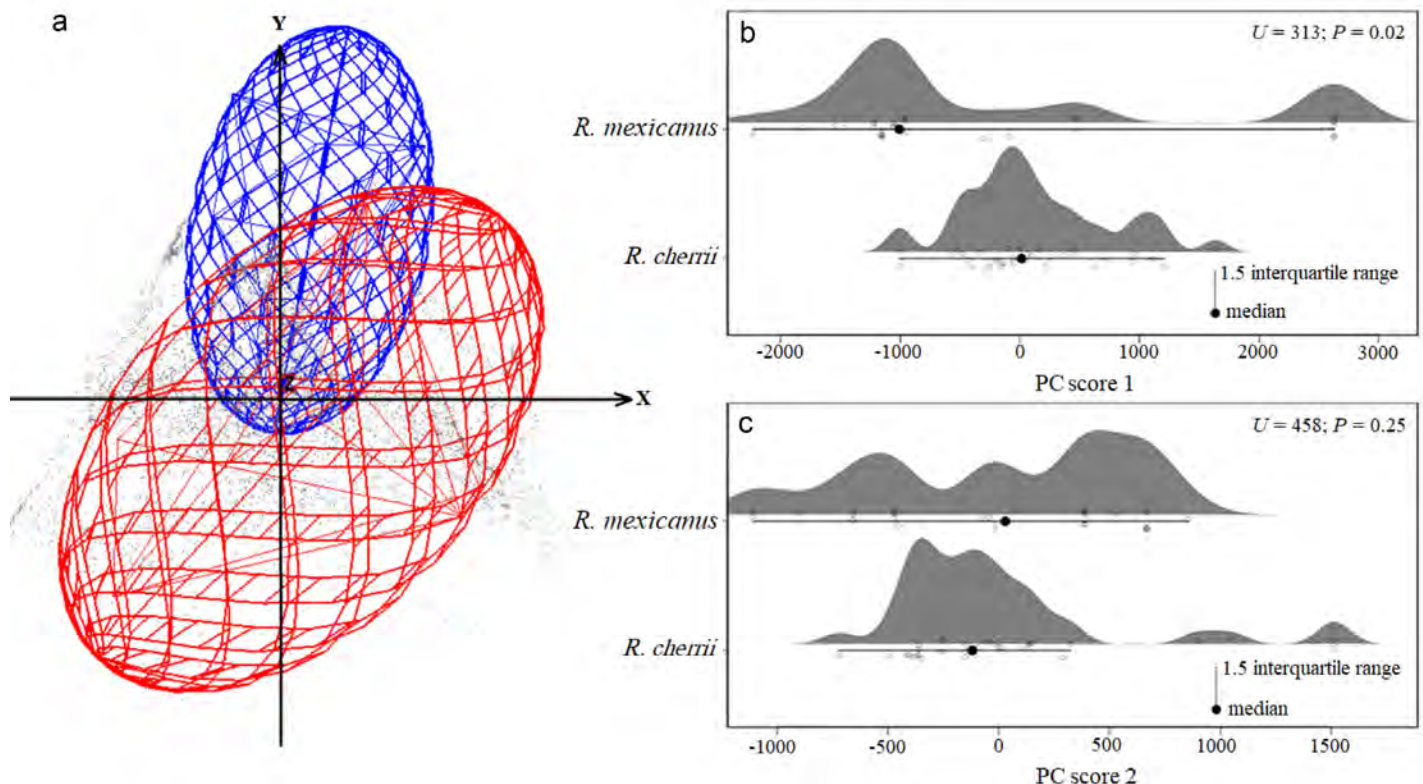 a
Y
X
Z
b
U = 313; P = 0.02
R. mexicanus
R. cherrii
1.5 interquartile range
median
-2000 -1000 0 1000 2000 3000
PC score 1
c
U = 458; P = 0.25
R. mexicanus
R. cherrii
1.5 interquartile range
median
-1000 -500 0 500 1000 1500
PC score 2